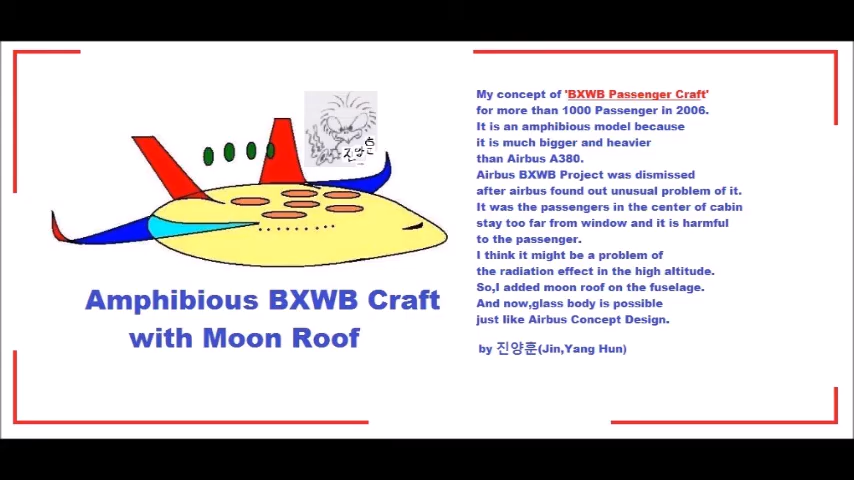 진양훈
Amphibious BXWB Craft
with Moon Roof
My concept of 'BXWB Passenger Craft'
for more than 1000 Passenger in 2006.
It is an amphibious model because
it is much bigger and heavier
than Airbus A380.
Airbus BXWB Project was dismissed
after airbus found out unusual problem of it.
It was the passengers in the center of cabin
stay too far from window and it is harmful
to the passenger.
I think it might be a problem of
the radiation effect in the high altitude.
So,I added moon roof on the fuselage.
And now,glass body is possible
just like Airbus Concept Design.
by 진양훈(Jin,Yang Hun)